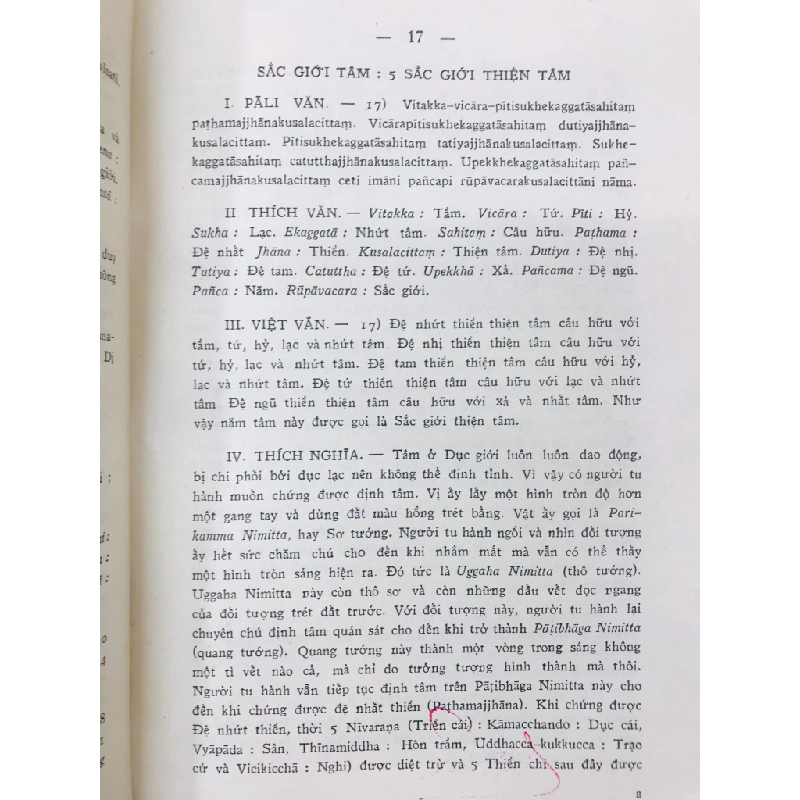 — 17 —
SẮC GIỚI TÂM : 5 SẮC GIỚI THIỆN TÂM
I. PĀLI VĂN. — 17) Vitakka-vicāra-pītisukhekaggatāsahitaṃ
paṭhamajjhānakusalacittaṃ. Vicārapītisukhekaggatāsahitaṃ dutiyajjhāna-
kusalacittaṃ. Pītisukhekaggatāsahitaṃ tatiyajjhānakusalacittaṃ. Sukhe-
kaggatāsahitaṃ catutthajjhānakusalacittaṃ. Upekkhekaggatāsahitaṃ pañ-
camajjhānakusalacittaṃ ceti imāni pañcapi rūpāvacarakusalacittāni nāma.
II THÍCH VĂN. — Vitakka : Tầm. Vicāra : Tứ. Pīti : Hỷ.
Sukha : Lạc. Ekaggatā : Nhứt tâm. Sahitaṃ : Câu hữu. Paṭhama :
Đệ nhất Jhāna : Thiền. Kusalacittaṃ : Thiện tâm. Dutiya : Đệ nhị.
Tutiya : Đệ tam. Catuttha : Đệ tứ. Upekkhā : Xả. Pañcama : Đệ ngũ.
Pañca : Năm. Rūpāvacara : Sắc giới.
III. VIỆT VĂN. — 17) Đệ nhứt thiền thiện tâm câu hữu với
tầm, tứ, hỷ, lạc và nhứt tâm. Đệ nhị thiền thiện tâm câu hữu với
tứ, hỷ, lạc và nhứt tâm. Đệ tam thiền thiện tâm câu hữu với hỷ,
lạc và nhứt tâm. Đệ tứ thiền thiện tâm câu hữu với lạc và nhứt
tâm Đệ ngũ thiền thiện tâm câu hữu với xả và nhất tâm. Như
vậy năm tâm này được gọi là Sắc giới thiện tâm.
IV. THÍCH NGHĨA. — Tâm ở Dục giới luôn luôn dao động,
bị chi phối bởi dục lạc nên không thể định tỉnh. Vì vậy có người tu
hành muốn chứng được định tâm. Vị ấy lấy một hình tròn độ hơn
một gang tay và dùng đất màu hồng trét bằng. Vật ấy gọi là Pari-
kamma Nimitta, hay Sơ tướng. Người tu hành ngồi và nhìn đối tượng
ấy hết sức chăm chú cho đến khi nhắm mắt mà vẫn có thể thấy
một hình tròn sáng hiện ra. Đó tức là Uggaha Nimitta (thô tướng).
Uggaha Nimitta này còn thô sơ và còn những dấu vết dọc ngang
của đối tượng trét đất trước. Với đối tượng này, người tu hành lại
chuyên chú định tâm quán sát cho đến khi trở thành Pāṭibhāga Nimitta
(quang tướng). Quang tướng này thành một vòng trong sáng không
một tì vết nào cả, mà chỉ do tưởng tượng hình thành mà thôi.
Người tu hành vẫn tiếp tục định tâm trên Pāṭibhāga Nimitta này cho
đến khi chứng được đệ nhất thiền (Paṭhamajjhāna). Khi chứng được
Đệ nhứt thiền, thời 5 Nīvaraṇa (Triền cái) : Kāmacchando : Dục cái,
Vyāpāda : Sân, Thīnamiddha : Hôn trầm, Uddhacca-kukkucca : Trạo
cử và Vicikicchā : Nghi) được diệt trừ và 5 Thiền chi sau đây được